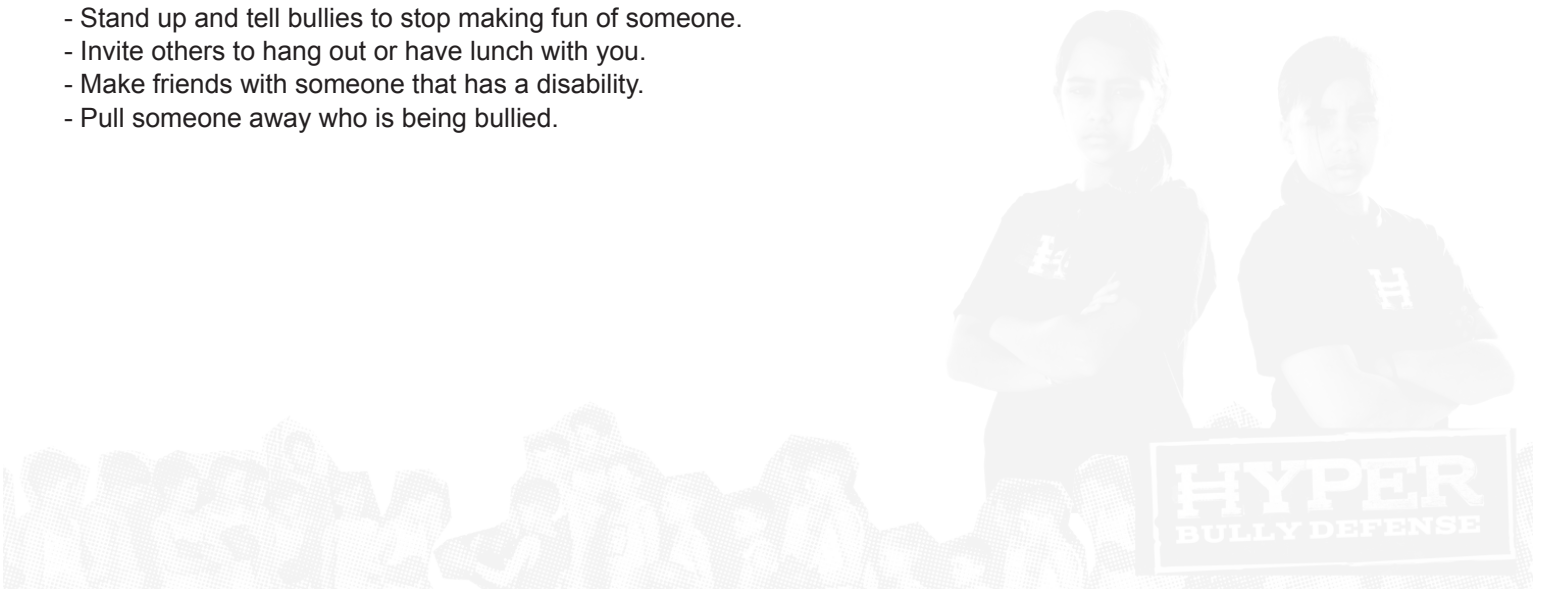 - Stand up and tell bullies to stop making fun of someone.
- Invite others to hang out or have lunch with you.
- Make friends with someone that has a disability.
- Pull someone away who is being bullied.
H
H
HYPER
BULLY DEFENSE